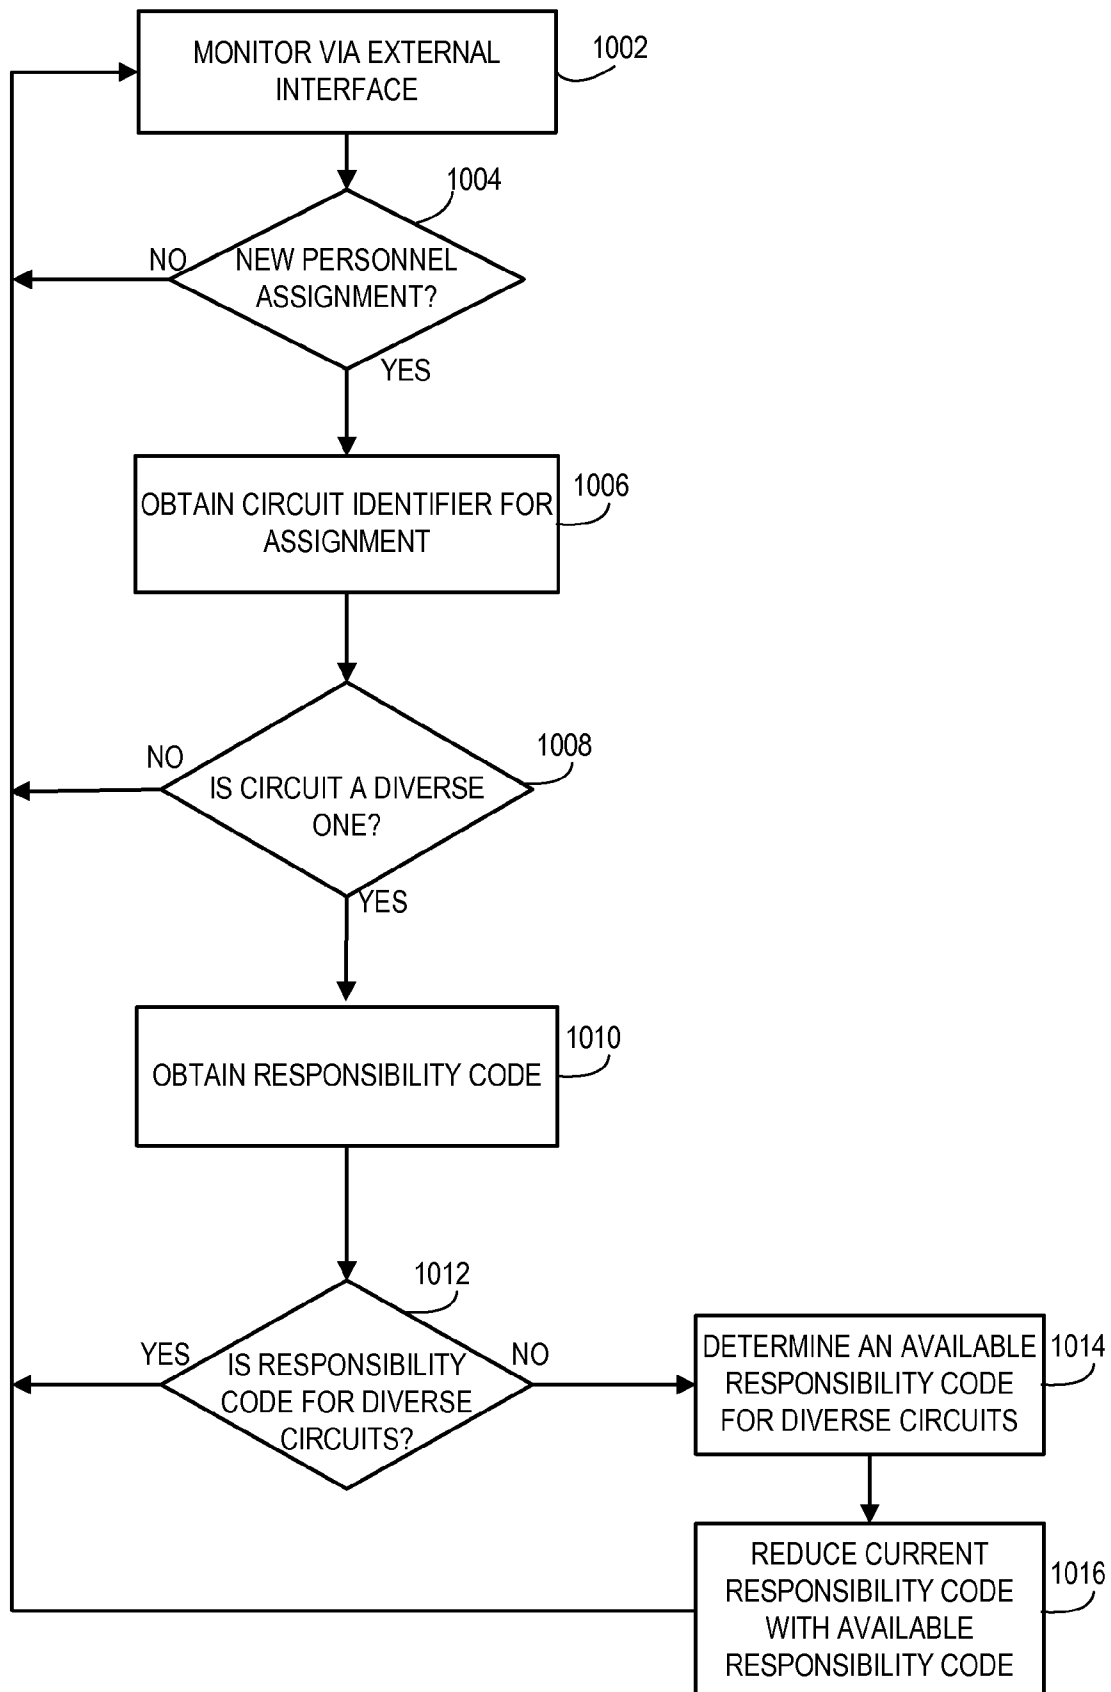 MONITOR VIA EXTERNAL
INTERFACE
1002
1004
NO
NEW PERSONNEL
ASSIGNMENT?
YES
1006
OBTAIN CIRCUIT IDENTIFIER FOR
ASSIGNMENT
1008
NO
IS CIRCUIT A DIVERSE
ONE?
YES
1010
OBTAIN RESPONSIBILITY CODE
1012
YES
IS RESPONSIBILITY
CODE FOR DIVERSE
CIRCUITS?
NO
DETERMINE AN AVAILABLE
RESPONSIBILITY CODE
FOR DIVERSE CIRCUITS
1014
REDUCE CURRENT
RESPONSIBILITY CODE
WITH AVAILABLE
RESPONSIBILITY CODE
1016